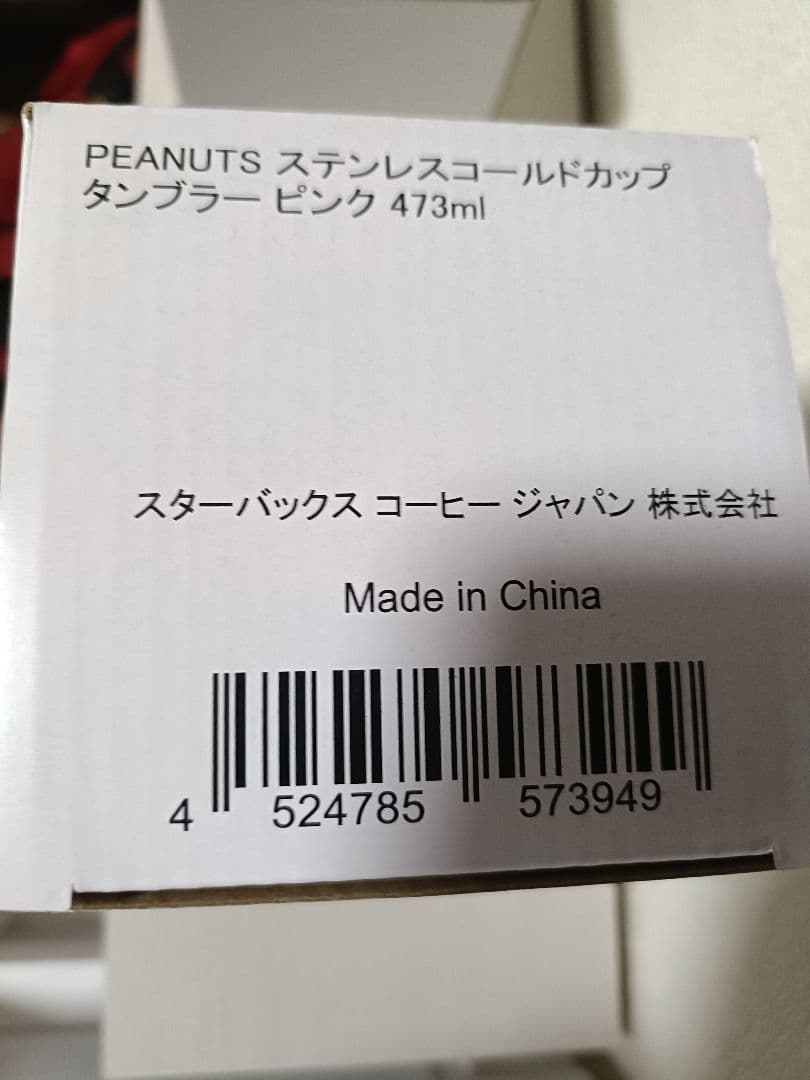 PEANUTS ステンレスコールドカップ
タンブラー ピンク 473ml
スターバックス コーヒー ジャパン 株式会社
Made in China
4 524785 573949